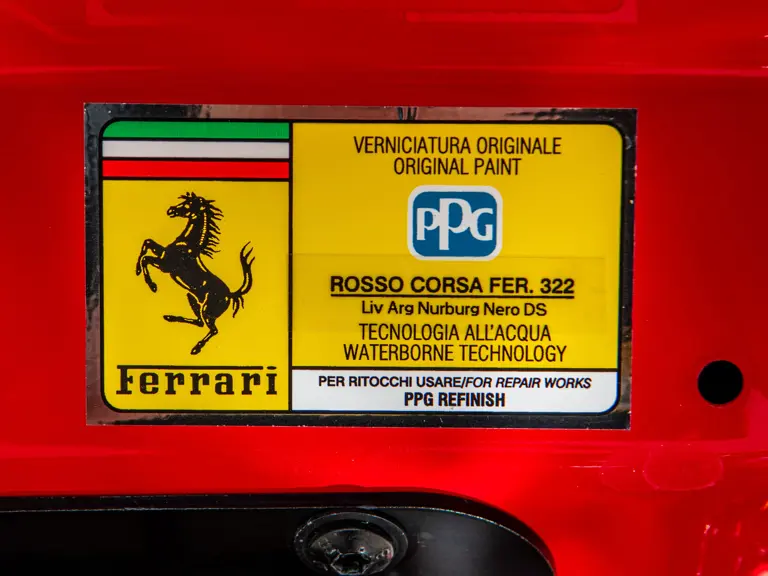 VERNICIATURA ORIGINALE
ORIGINAL PAINT
PPG
ROSSO CORSA FER. 322
Liv Arg Nurburg Nero DS
TECNOLOGIA ALL'ACQUA
WATERBORNE TECHNOLOGY
Ferrari
PER RITOCCHI USARE/FOR REPAIR WORKS
PPG REFINISH